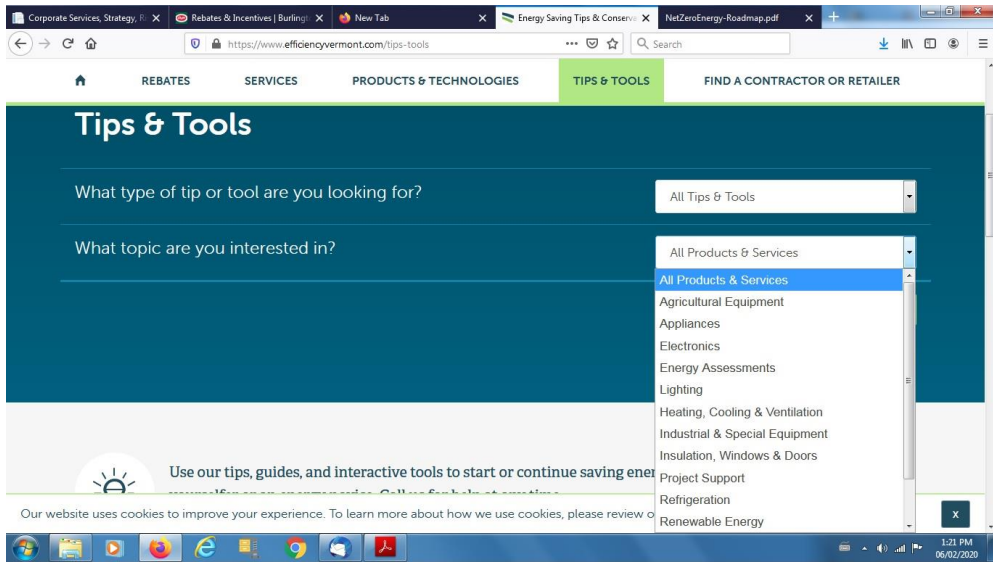 Corporate Services, Strategy, R
Rebates & Incentives | Burlingt
New Tab
Energy Saving Tips & Conserv
NetZeroEnergy-Roadmap.pdf
https://www.efficiencyvermont.com/tips-tools
Search
REBATES SERVICES PRODUCTS & TECHNOLOGIES TIPS & TOOLS FIND A CONTRACTOR OR RETAILER
Tips & Tools
What type of tip or tool are you looking for?
All Tips & Tools
What topic are you interested in?
All Products & Services
All Products & Services
Agricultural Equipment
Appliances
Electronics
Energy Assessments
Lighting
Heating, Cooling & Ventilation
Industrial & Special Equipment
Insulation, Windows & Doors
Project Support
Refrigeration
Renewable Energy
Use our tips, guides, and interactive tools to start or continue saving ener
Our website uses cookies to improve your experience. To learn more about how we use cookies, please review o
x
1:21 PM
06/02/2020